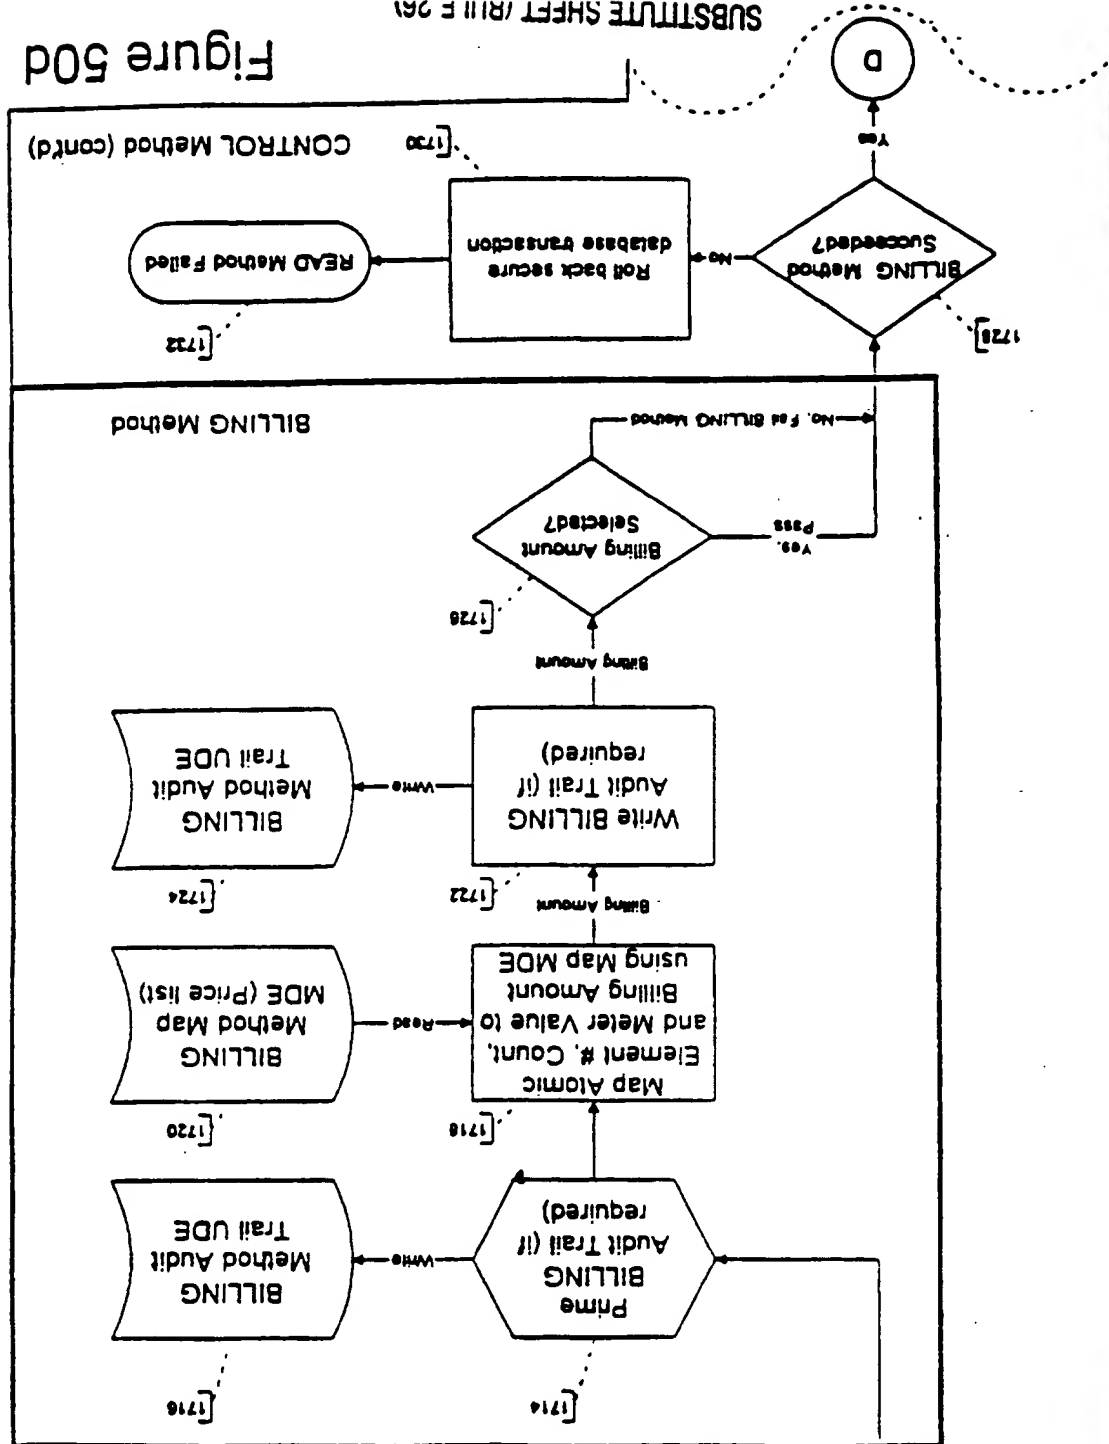 1714
1716
Prime
BILLING
Audit Trail (if
required)
Write
BILLING
Method Audit
Trail UDE
1718
1720
Map Atomic
Element #, Count,
and Meter Value to
Billing Amount
using Map MDE
Read
BILLING
Method Map
MDE (Price list)
Billing Amount
1722
1724
Write BILLING
Audit Trail (if
required)
Write
BILLING
Method Audit
Trail UDE
Billing Amount
1726
Billing Amount
Selected?
Yes,
Pass
No, Fail BILLING Method
BILLING Method
1728
BILLING Method
Succeeded?
No
Yes
1732
Roll back secure
database transaction
READ Method Failed
1730
CONTROL Method (cont'd)
D
Figure 50d
SUBSTITUTE SHEET (RULE 26)